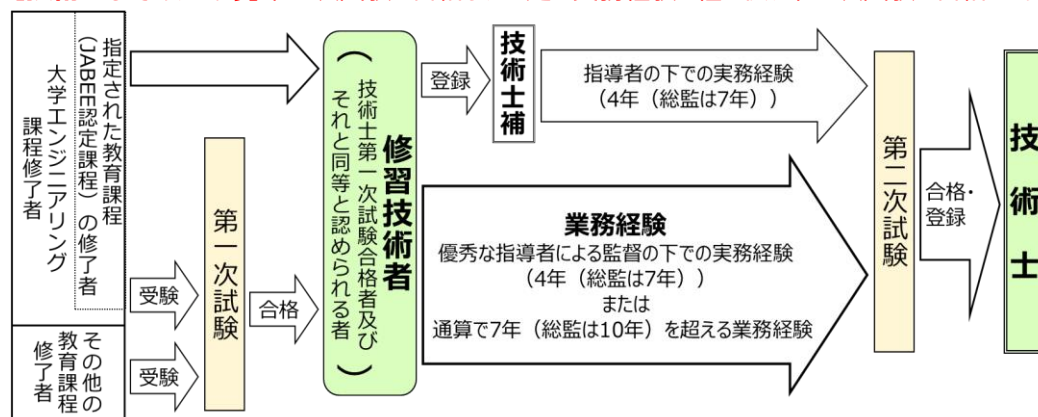 指定された教育課程
（JABEE認定課程）の修了者
大学エンジニアリング
課程修了者
その他の
教育課程
修了者
受験
受験
第一次試験
合格
修習技術者
（技術士第一次試験合格者及び
それと同等と認められる者）
登録
技術士補
指導者の下での実務経験
（4年（総監は7年））
業務経験
優秀な指導者による監督の下での実務経験
（4年（総監は7年））
または
通算で7年（総監は10年）を超える業務経験
第二次試験
合格・
登録
技術士